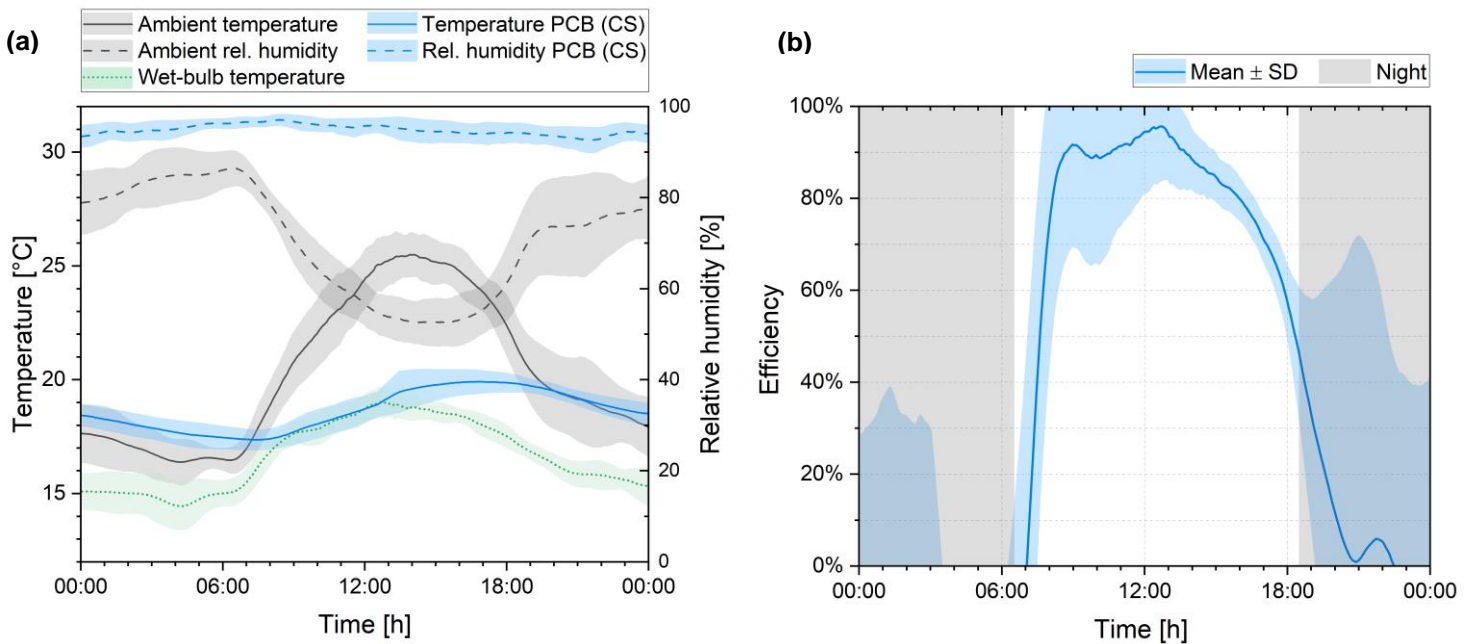 (a)
Ambient temperature
Temperature PCB (CS)
Ambient rel. humidity
Rel. humidity PCB (CS)
Wet-bulb temperature
Temperature [°C]
30
25
20
15
Relative humidity [%]
100
80
60
40
20
0
00:00 06:00 12:00 18:00 00:00
Time [h]
(b)
Mean ± SD
Night
Efficiency
100%
80%
60%
40%
20%
0%
00:00 06:00 12:00 18:00 00:00
Time [h]